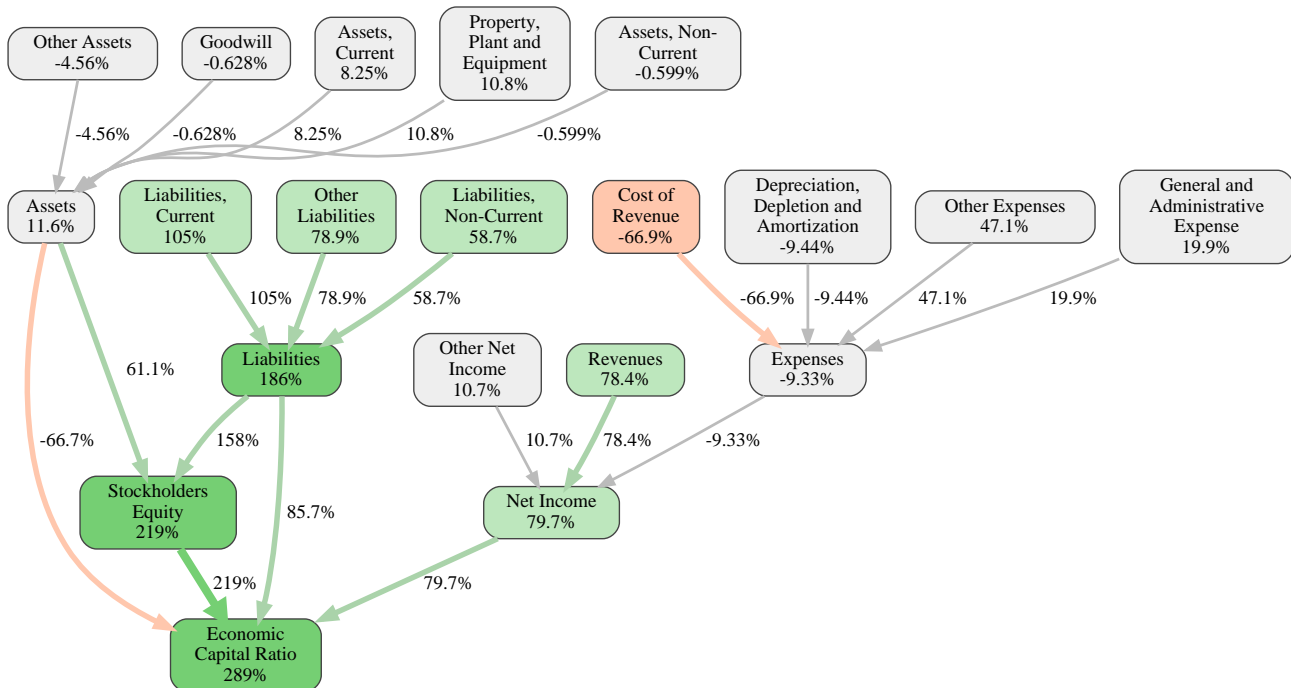 Other Assets
-4.56%
Goodwill
-0.628%
Assets,
Current
8.25%
Property,
Plant and
Equipment
10.8%
Assets, Non-
Current
-0.599%
-4.56%
-0.628%
8.25%
10.8%
-0.599%
Assets
11.6%
Liabilities,
Current
105%
Other
Liabilities
78.9%
Liabilities,
Non-Current
58.7%
Cost of
Revenue
-66.9%
Depreciation,
Depletion and
Amortization
-9.44%
Other Expenses
47.1%
General and
Administrative
Expense
19.9%
105%
78.9%
58.7%
-66.9%
-9.44%
47.1%
19.9%
61.1%
Liabilities
186%
Other Net
Income
10.7%
Revenues
78.4%
Expenses
-9.33%
-66.7%
158%
10.7%
78.4%
-9.33%
Stockholders
Equity
219%
85.7%
Net Income
79.7%
219%
79.7%
Economic
Capital Ratio
289%